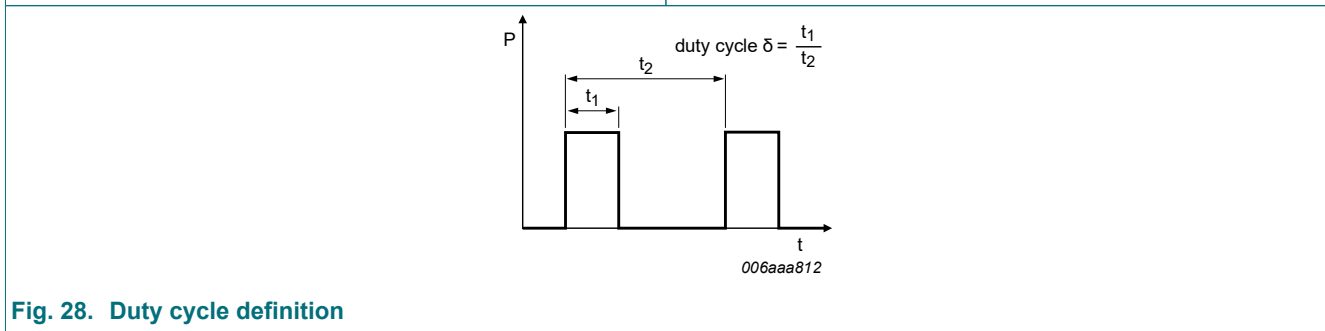 P
duty cycle δ = t1
t2
t2
t1
t
006aaa812
Fig. 28. Duty cycle definition